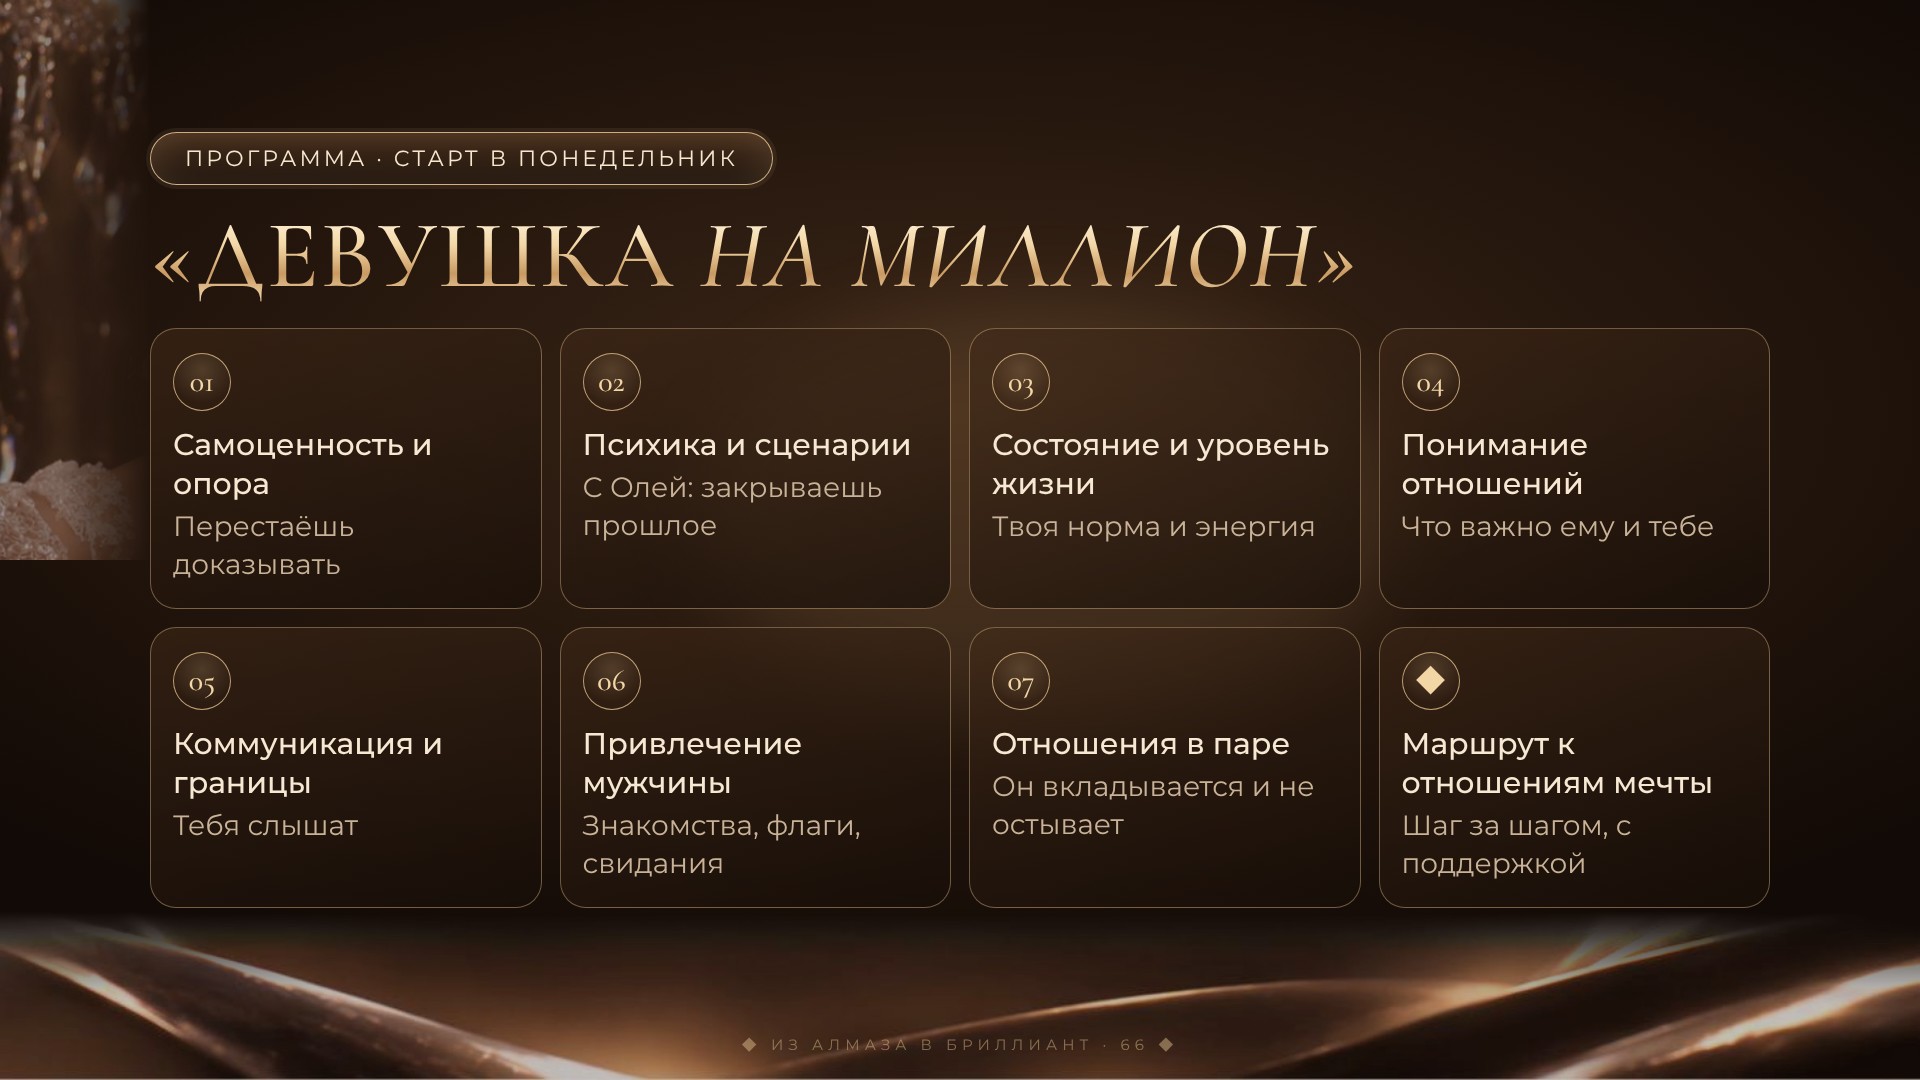 ПРОГРАММА · СТАРТ В ПОНЕДЕЛЬНИК
«ДЕВУШКА НА МИЛЛИОН»
01
Самоценность и
опора
Перестаёшь
доказывать
02
Психика и сценарии
С Олей: закрываешь
прошлое
03
Состояние и уровень
жизни
Твоя норма и энергия
04
Понимание
отношений
Что важно ему и тебе
05
Коммуникация и
границы
Тебя слышат
06
Привлечение
мужчины
Знакомства, флаги,
свидания
07
Отношения в паре
Он вкладывается и не
остывает
Маршрут к
отношениям мечты
Шаг за шагом, с
поддержкой
◆ ИЗ АЛМАЗА В БРИЛЛИАНТ · 66 ◆